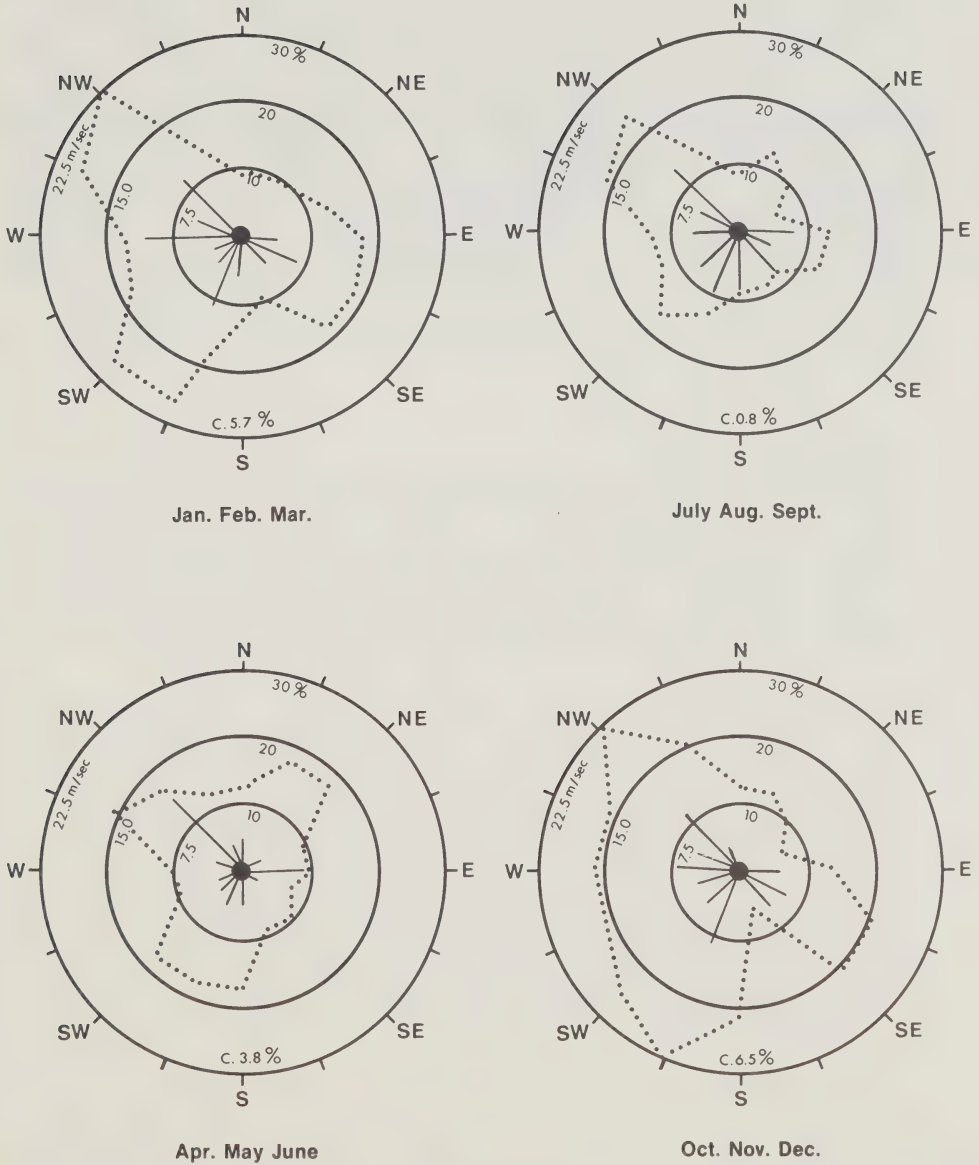 N
30 %
NW
NE
20
22.5 m/sec
10
15.0
7.5
W
E
SW
SE
C. 5.7 %
S
Jan. Feb. Mar.
N
30 %
NW
NE
20
22.5 m/sec
10
15.0
7.5
W
E
SW
SE
C.0.8 %
S
July Aug. Sept.
N
30 %
NW
NE
20
22.5 m/sec
10
15.0
7.5
W
E
SW
SE
C. 3.8 %
S
Apr. May June
N
30 %
NW
NE
20
22.5 m/sec
10
15.0
7.5
W
E
SW
SE
C.6.5 %
S
Oct. Nov. Dec.